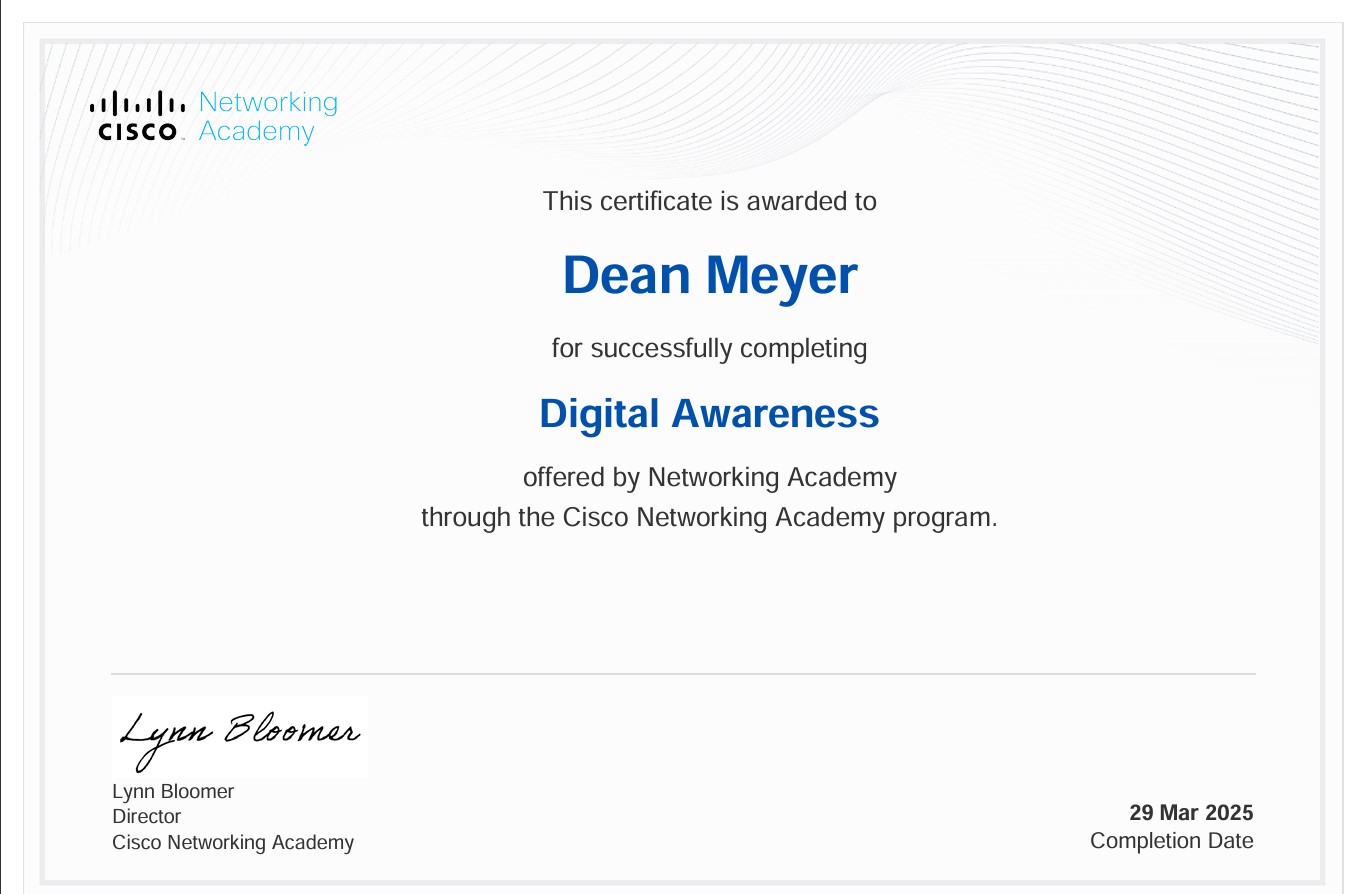 Networking
Academy
CISCO
This certificate is awarded to
Dean Meyer
for successfully completing
Digital Awareness
offered by Networking Academy
through the Cisco Networking Academy program.
Lynn Bloomer
Lynn Bloomer
Director
Cisco Networking Academy
29 Mar 2025
Completion Date